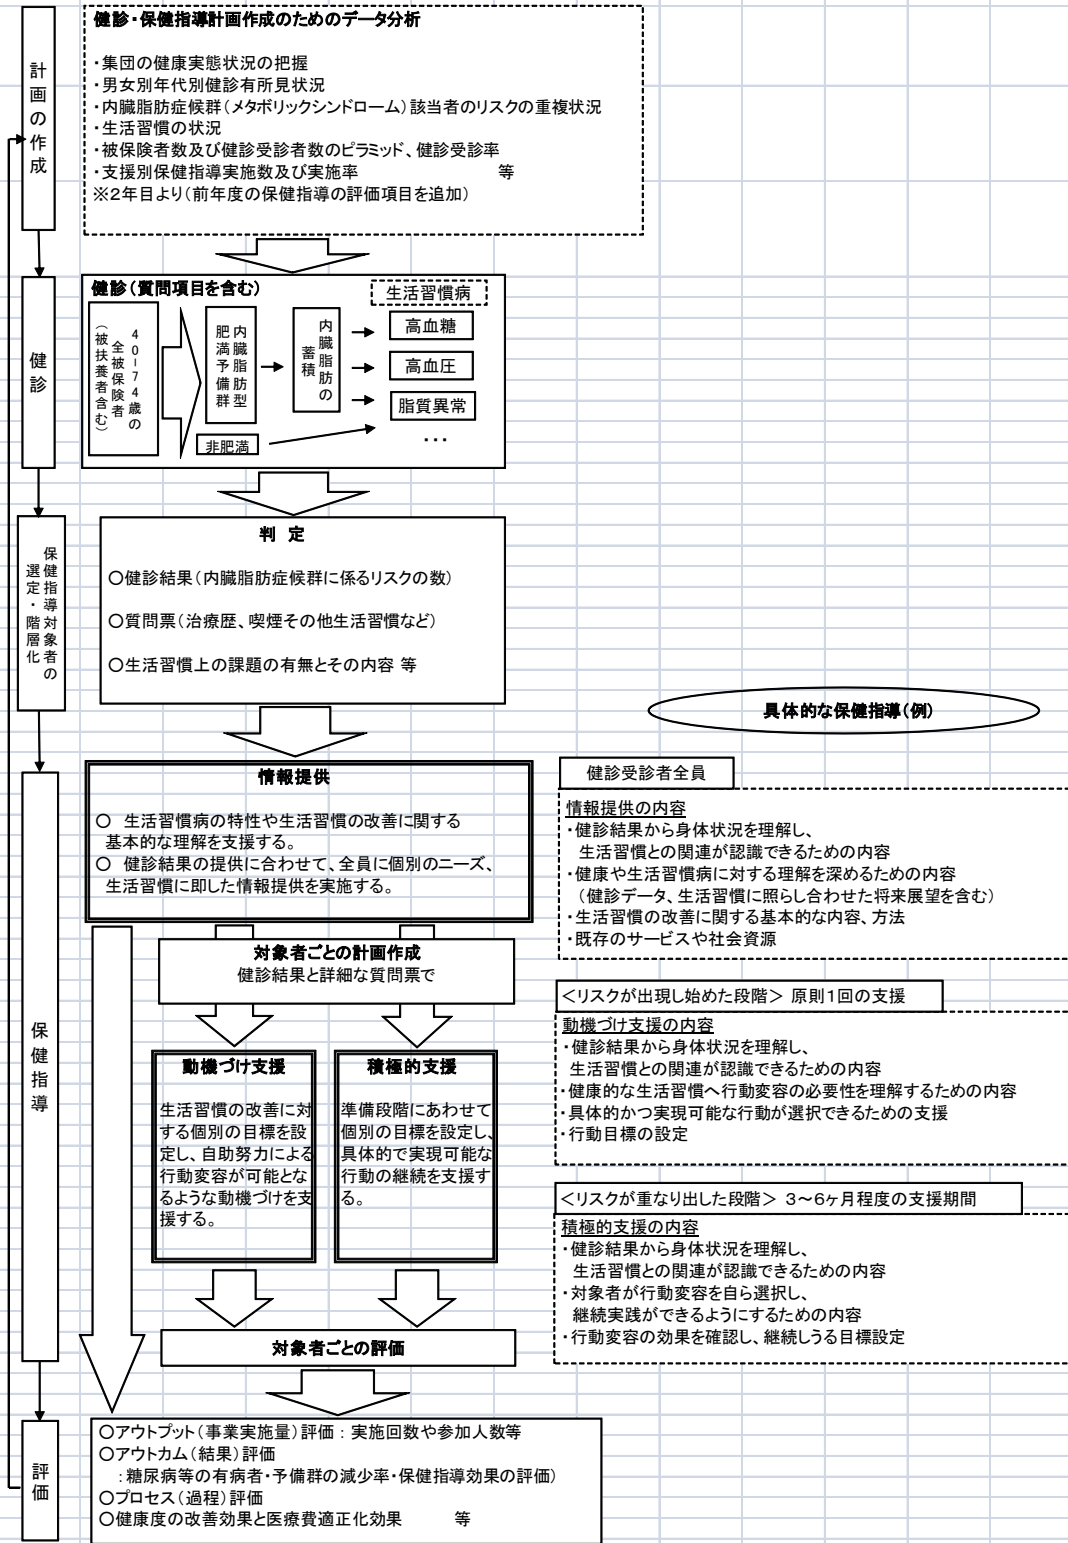 計画の作成
健診・保健指導計画作成のためのデータ分析
・集団の健康実態状況の把握
・男女別年代別健診有所見状況
・内臓脂肪症候群（メタボリックシンドローム）該当者のリスクの重複状況
・生活習慣の状況
・被保険者数及び健診受診者数のピラミッド、健診受診率
・支援別保健指導実施数及び実施率　　　　　　　　等
※2年目より（前年度の保健指導の評価項目を追加）
健診
健診（質問項目を含む）
40-74歳の
全被保険者
（被扶養者含む）
内臓脂肪型
肥満予備群
非肥満
内臓脂肪の
蓄積
生活習慣病
高血糖
高血圧
脂質異常
・・・
保健指導対象者の
選定・階層化
判　定
○健診結果（内臓脂肪症候群に係るリスクの数）
○質問票（治療歴、喫煙その他生活習慣など）
○生活習慣上の課題の有無とその内容 等
具体的な保健指導（例）
保健指導
情報提供
○　生活習慣病の特性や生活習慣の改善に関する
基本的な理解を支援する。
○　健診結果の提供に合わせて、全員に個別のニーズ、
生活習慣に即した情報提供を実施する。
健診受診者全員
情報提供の内容
・健診結果から身体状況を理解し、
生活習慣との関連が認識できるための内容
・健康や生活習慣病に対する理解を深めるための内容
（健診データ、生活習慣に照らし合わせた将来展望を含む）
・生活習慣の改善に関する基本的な内容、方法
・既存のサービスや社会資源
対象者ごとの計画作成
健診結果と詳細な質問票で
動機づけ支援
生活習慣の改善に対
する個別の目標を設
定し、自助努力による
行動変容が可能とな
るような動機づけを支
援する。
積極的支援
準備段階にあわせて
個別の目標を設定し、
具体的で実現可能な
行動の継続を支援す
る。
＜リスクが出現し始めた段階＞ 原則1回の支援
動機づけ支援の内容
・健診結果から身体状況を理解し、
生活習慣との関連が認識できるための内容
・健康的な生活習慣へ行動変容の必要性を理解するための内容
・具体的かつ実現可能な行動が選択できるための支援
・行動目標の設定
＜リスクが重なり出した段階＞ 3～6ヶ月程度の支援期間
積極的支援の内容
・健診結果から身体状況を理解し、
生活習慣との関連が認識できるための内容
・対象者が行動変容を自ら選択し、
継続実践ができるようにするための内容
・行動変容の効果を確認し、継続しうる目標設定
対象者ごとの評価
評価
○アウトプット（事業実施量）評価：実施回数や参加人数等
○アウトカム（結果）評価
：糖尿病等の有病者・予備群の減少率・保健指導効果の評価）
○プロセス（過程）評価
○健康度の改善効果と医療費適正化効果　　　等